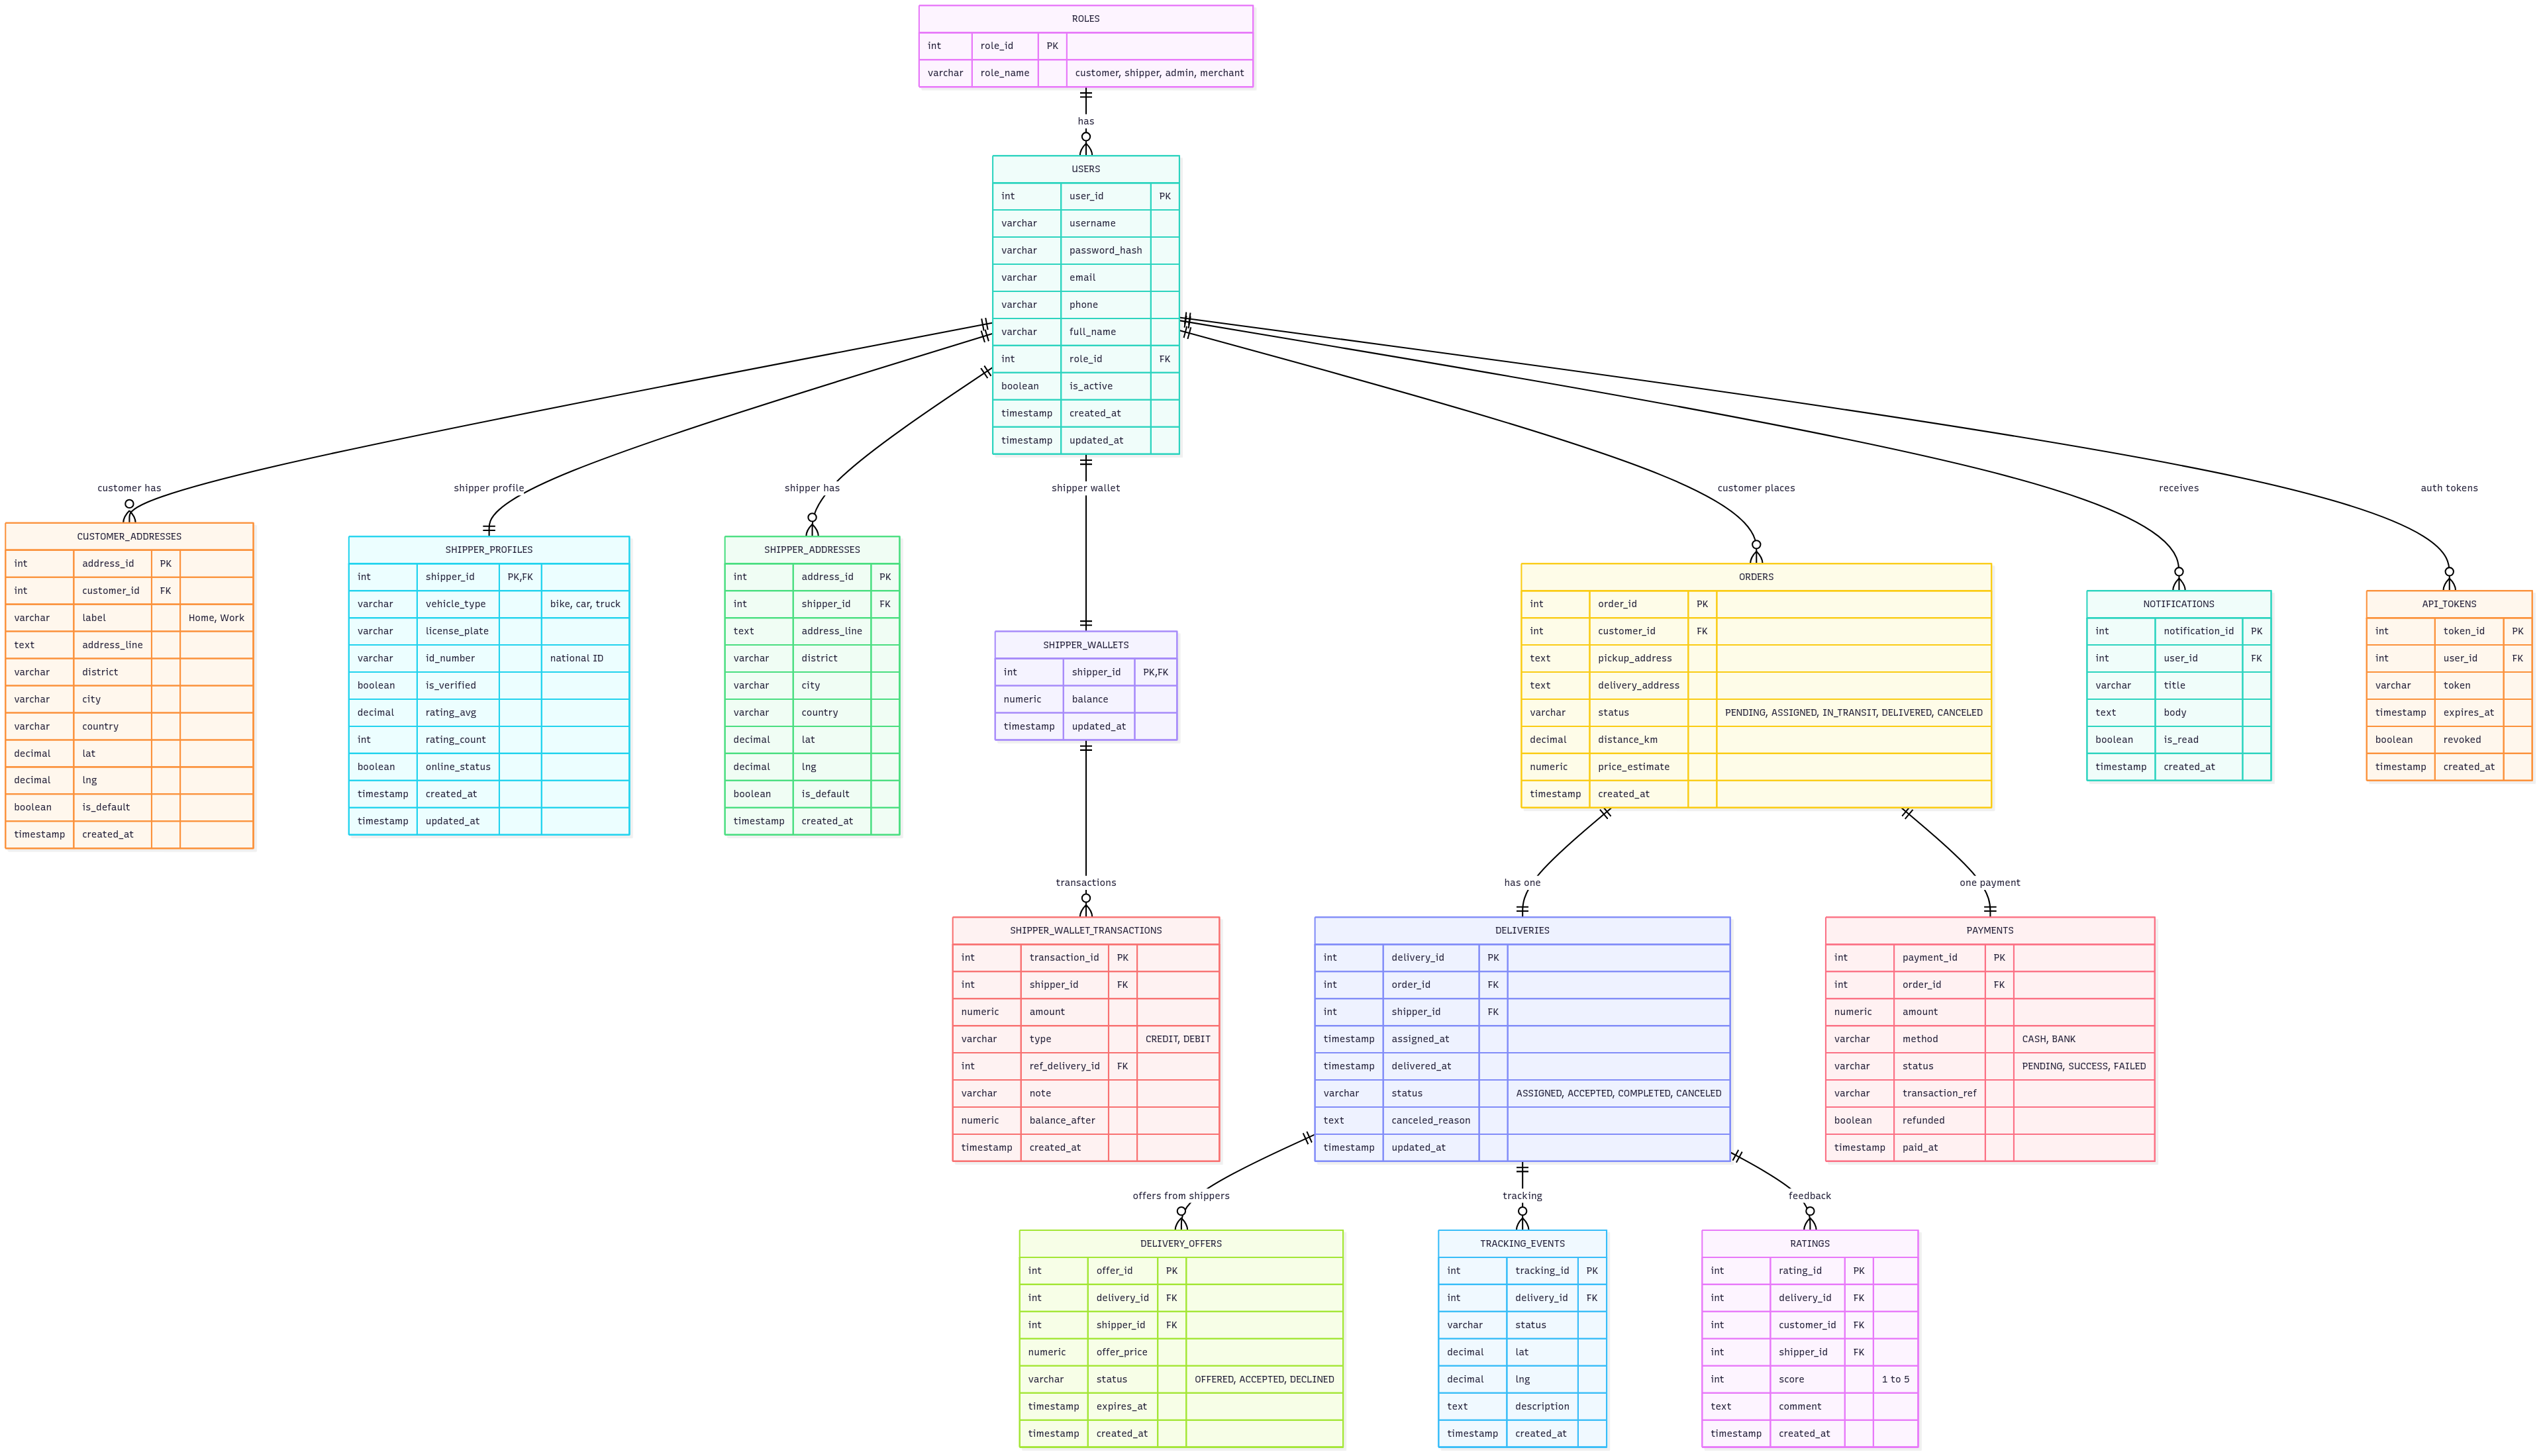 ROLES
int role_id PK
varchar role_name customer, shipper, admin, merchant
has
USERS
int user_id PK
varchar username
varchar password_hash
varchar email
varchar phone
varchar full_name
int role_id FK
boolean is_active
timestamp created_at
timestamp updated_at
customer has
shipper profile
shipper has
shipper wallet
customer places
receives
auth tokens
CUSTOMER_ADDRESSES
int address_id PK
int customer_id FK
varchar label Home, Work
text address_line
varchar district
varchar city
varchar country
decimal lat
decimal lng
boolean is_default
timestamp created_at
SHIPPER_PROFILES
int shipper_id PK,FK
varchar vehicle_type bike, car, truck
varchar license_plate
varchar id_number national ID
boolean is_verified
decimal rating_avg
int rating_count
boolean online_status
timestamp created_at
timestamp updated_at
SHIPPER_ADDRESSES
int address_id PK
int shipper_id FK
text address_line
varchar district
varchar city
varchar country
decimal lat
decimal lng
boolean is_default
timestamp created_at
SHIPPER_WALLETS
int shipper_id PK,FK
numeric balance
timestamp updated_at
ORDERS
int order_id PK
int customer_id FK
text pickup_address
text delivery_address
varchar status PENDING, ASSIGNED, IN_TRANSIT, DELIVERED, CANCELED
decimal distance_km
numeric price_estimate
timestamp created_at
NOTIFICATIONS
int notification_id PK
int user_id FK
varchar title
text body
boolean is_read
timestamp created_at
API_TOKENS
int token_id PK
int user_id FK
varchar token
timestamp expires_at
boolean revoked
timestamp created_at
transactions
has one
one payment
SHIPPER_WALLET_TRANSACTIONS
int transaction_id PK
int shipper_id FK
numeric amount
varchar type CREDIT, DEBIT
int ref_delivery_id FK
varchar note
numeric balance_after
timestamp created_at
DELIVERIES
int delivery_id PK
int order_id FK
int shipper_id FK
timestamp assigned_at
timestamp delivered_at
varchar status ASSIGNED, ACCEPTED, COMPLETED, CANCELED
text canceled_reason
timestamp updated_at
PAYMENTS
int payment_id PK
int order_id FK
numeric amount
varchar method CASH, BANK
varchar status PENDING, SUCCESS, FAILED
varchar transaction_ref
boolean refunded
timestamp paid_at
offers from shippers
tracking
feedback
DELIVERY_OFFERS
int offer_id PK
int delivery_id FK
int shipper_id FK
numeric offer_price
varchar status OFFERED, ACCEPTED, DECLINED
timestamp expires_at
timestamp created_at
TRACKING_EVENTS
int tracking_id PK
int delivery_id FK
varchar status
decimal lat
decimal lng
text description
timestamp created_at
RATINGS
int rating_id PK
int delivery_id FK
int customer_id FK
int shipper_id FK
int score 1 to 5
text comment
timestamp created_at